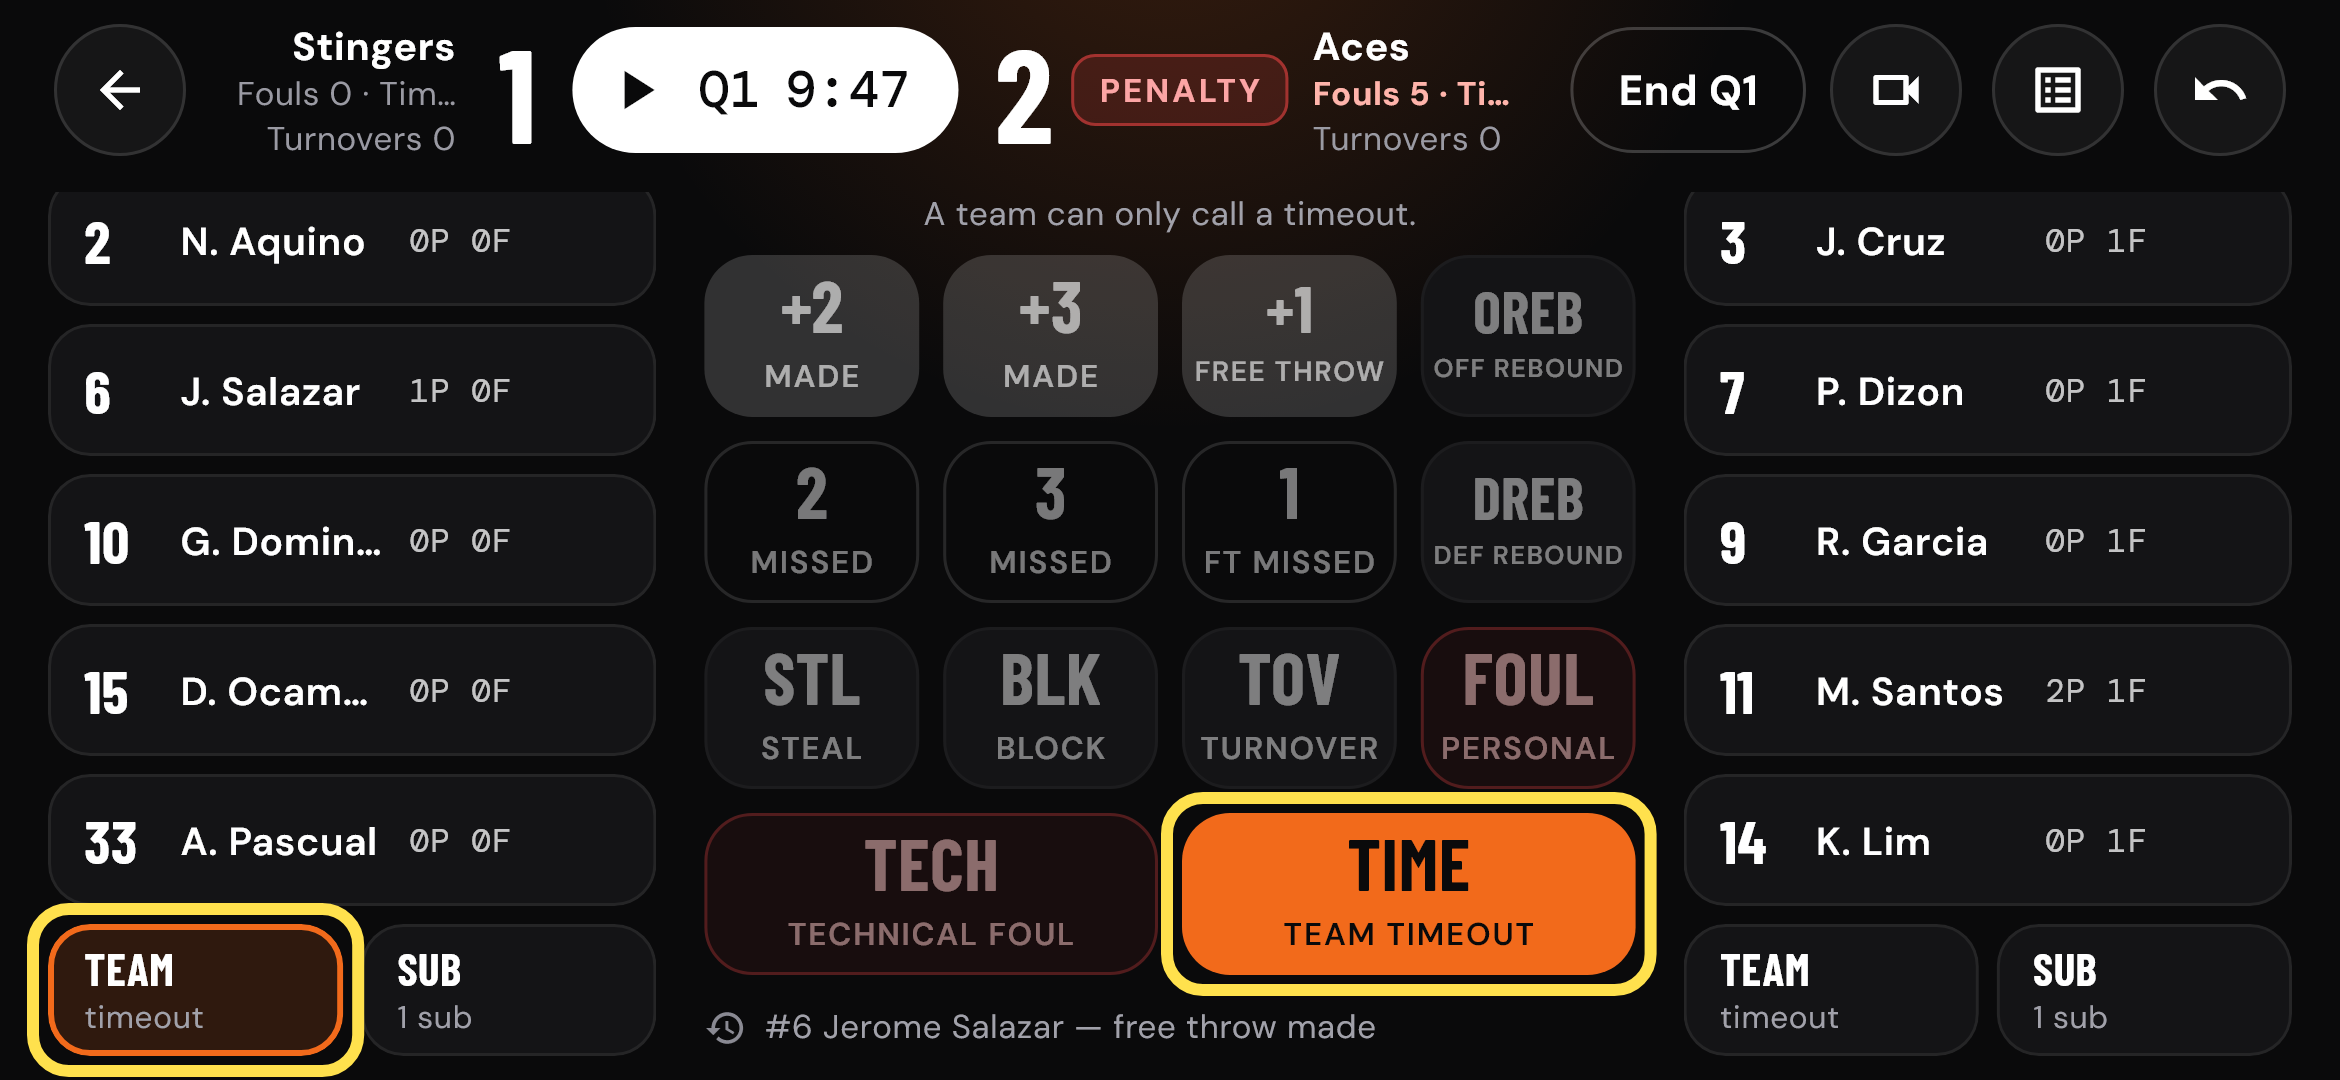 Stingers
Fouls 0 · Tim...
Turnovers 0
1
Q1 9:47
2
PENALTY
Aces
Fouls 5 · Ti...
Turnovers 0
End Q1
A team can only call a timeout.
2 N. Aquino 0P 0F
6 J. Salazar 1P 0F
10 G. Domin... 0P 0F
15 D. Ocam... 0P 0F
33 A. Pascual 0P 0F
TEAM
timeout
SUB
1 sub
+2
MADE
+3
MADE
+1
FREE THROW
OREB
OFF REBOUND
2
MISSED
3
MISSED
1
FT MISSED
DREB
DEF REBOUND
STL
STEAL
BLK
BLOCK
TOV
TURNOVER
FOUL
PERSONAL
TECH
TECHNICAL FOUL
TIME
TEAM TIMEOUT
#6 Jerome Salazar — free throw made
3 J. Cruz 0P 1F
7 P. Dizon 0P 1F
9 R. Garcia 0P 1F
11 M. Santos 2P 1F
14 K. Lim 0P 1F
TEAM
timeout
SUB
1 sub